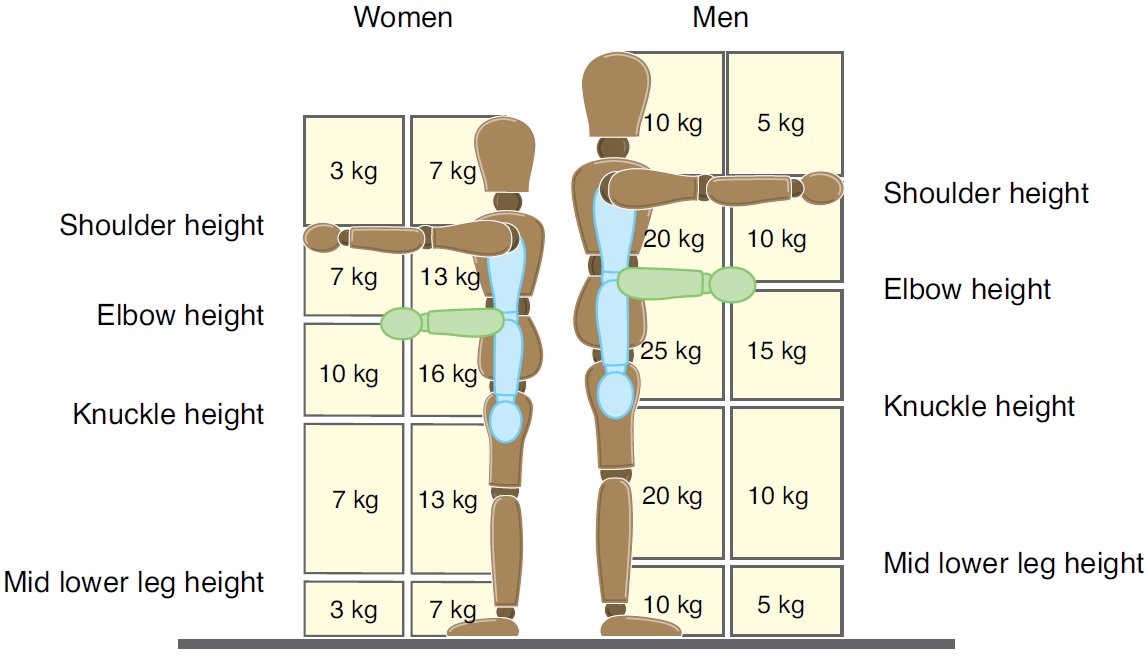 Women
Men
10 kg 5 kg
3 kg 7 kg
Shoulder height
Shoulder height
20 kg 10 kg
7 kg 13 kg
Elbow height
Elbow height
25 kg 15 kg
10 kg 16 kg
Knuckle height
Knuckle height
20 kg 10 kg
7 kg 13 kg
Mid lower leg height
Mid lower leg height
10 kg 5 kg
3 kg 7 kg